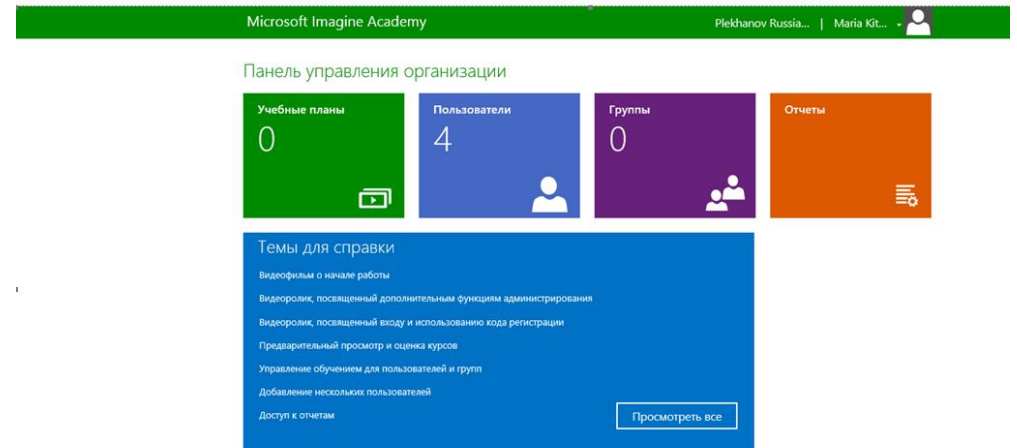 Microsoft Imagine Academy
Plekhanov Russia... | Maria Kit...
Панель управления организации
Учебные планы
0
Пользователи
4
Группы
0
Отчеты
Темы для справки
Видеофильм о начале работы
Видеоролик, посвященный дополнительным функциям администрирования
Видеоролик, посвященный входу и использованию кода регистрации
Предварительный просмотр и оценка курсов
Управление обучением для пользователей и групп
Добавление нескольких пользователей
Доступ к отчетам
Просмотреть все